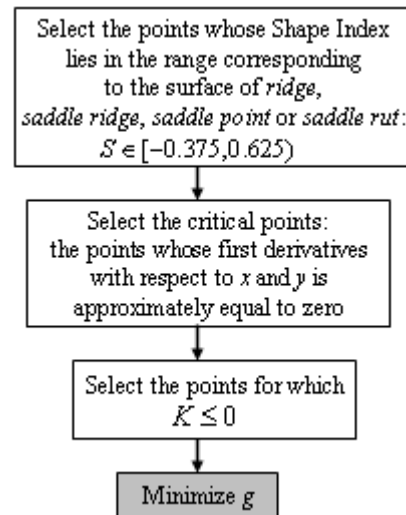 Select the points whose Shape Index
lies in the range corresponding
to the surface of ridge,
saddle ridge, saddle point or saddle rut:
S ∈ [−0.375,0.625)
Select the critical points:
the points whose first derivatives
with respect to x and y is
approximately equal to zero
Select the points for which
K ≤ 0
Minimize g